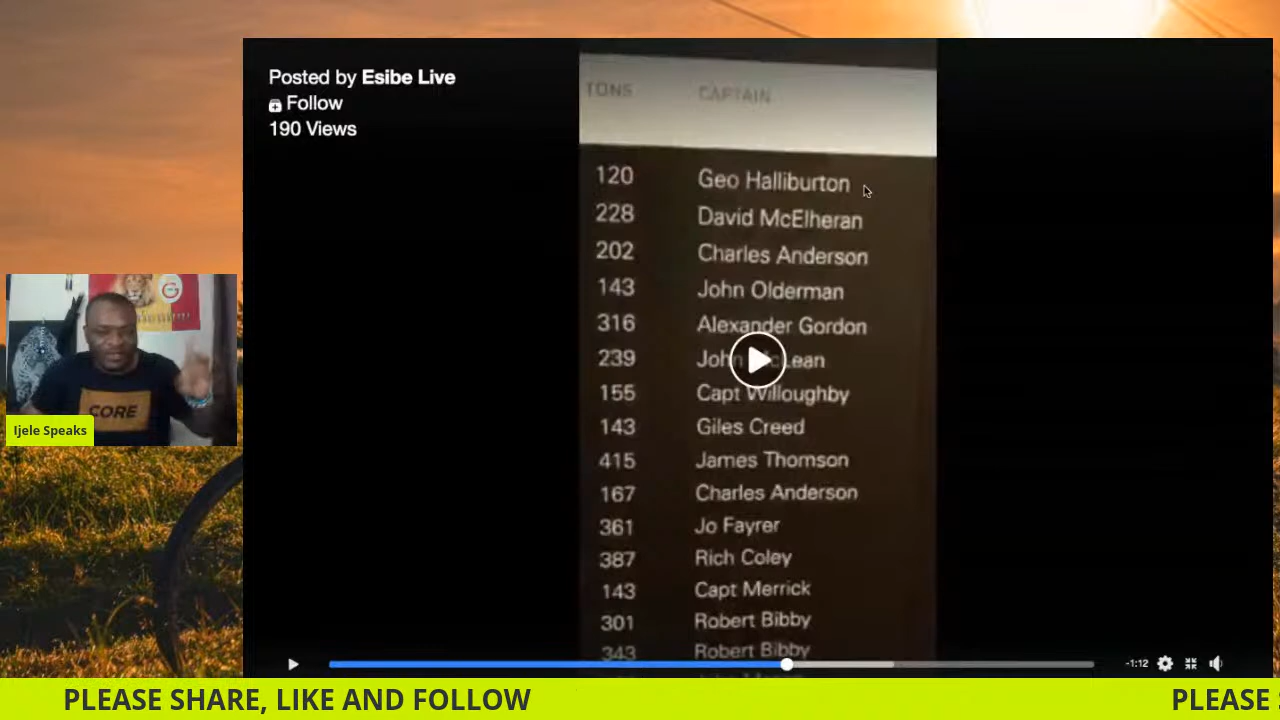 Posted by Esibe Live
Follow
190 Views
TONS CAPTAIN
120 Geo Halliburton
228 David McElheran
202 Charles Anderson
143 John Olderman
316 Alexander Gordon
239 John McLean
155 Capt Willoughby
143 Giles Creed
415 James Thomson
167 Charles Anderson
361 Jo Fayrer
387 Rich Coley
143 Capt Merrick
301 Robert Bibby
343 Robert Bibby
CORE
Ijele Speaks
-1:12
PLEASE SHARE, LIKE AND FOLLOW PLEASE